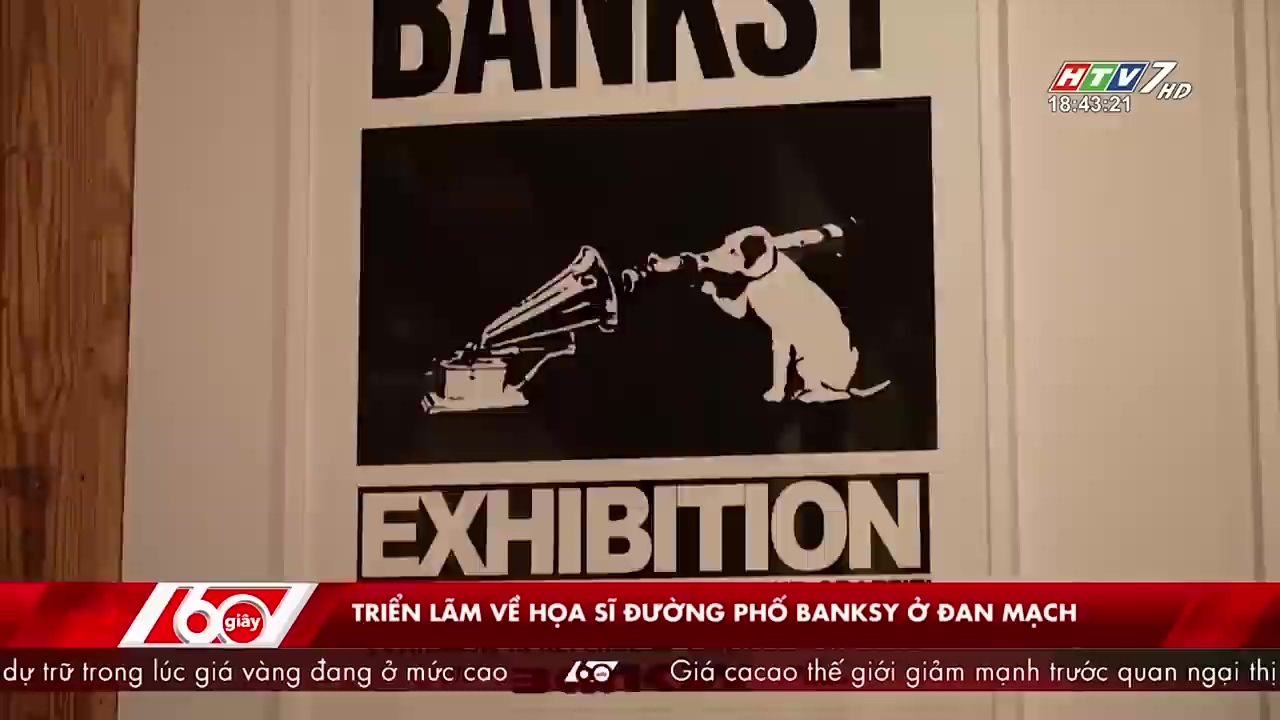 BANKSY
HTV7 HD
18:43:21
EXHIBITION
60 giây
TRIỂN LÃM VỀ HỌA SĨ ĐƯỜNG PHỐ BANKSY Ở ĐAN MẠCH
dự trữ trong lúc giá vàng đang ở mức cao 60 Giá cacao thế giới giảm mạnh trước quan ngại thị